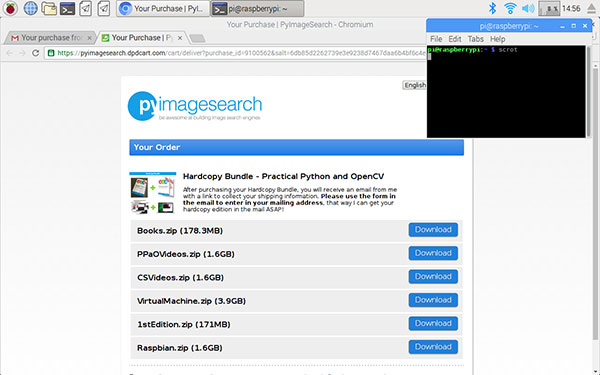 Your Purchase | PyI...
pi@raspberrypi: ~
8 %
14:56
Your Purchase | PyImageSearch - Chromium
Your purchase fro
Your Purchase | Py
https://pyimagesearch.dpdcart.com/cart/deliver?purchase_id=9100562&salt=
pi@raspberrypi: ~
File Edit Tabs Help
pi@raspberrypi:~ $ scrot
English
pyimagesearch
be awesome at building image search engines
Your Order
Hardcopy Bundle - Practical Python and OpenCV
After purchasing your Hardcopy Bundle, you will receive an email from me
with a link to collect your shipping information. Please use the form in
the email to enter in your mailing address, that way I can get your
hardcopy edition in the mail ASAP!
Books.zip (178.3MB) Download
PPaOVideos.zip (1.6GB) Download
CSVideos.zip (1.6GB) Download
VirtualMachine.zip (3.9GB) Download
1stEdition.zip (171MB) Download
Raspbian.zip (1.6GB) Download